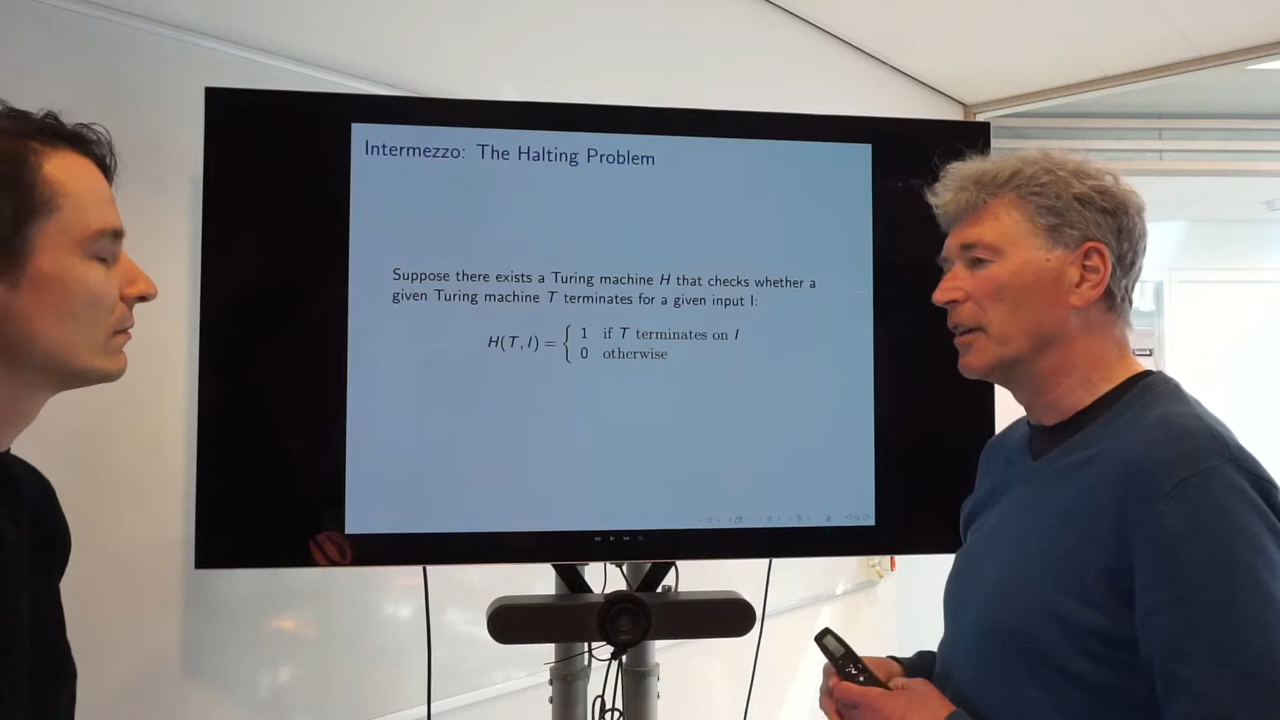 Intermezzo: The Halting Problem
Suppose there exists a Turing machine H that checks whether a
given Turing machine T terminates for a given input I:
H(T, I) = { 1 if T terminates on I
0 otherwise